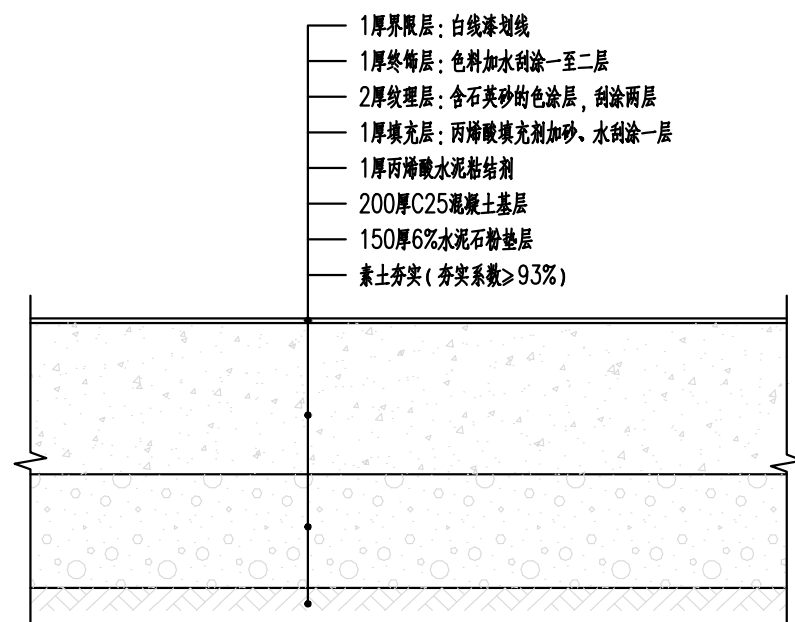 1厚界限层：白线漆划线
1厚终饰层：色料加水刮涂一至二层
2厚纹理层：含石英砂的色涂层，刮涂两层
1厚填充层：丙烯酸填充剂加砂、水刮涂一层
1厚丙烯酸水泥粘结剂
200厚C25混凝土基层
150厚6%水泥石粉垫层
素土夯实(夯实系数≥93%)